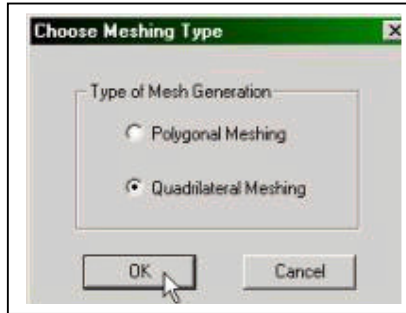 Choose Meshing Type
Type of Mesh Generation
Polygonal Meshing
Quadrilateral Meshing
OK
Cancel